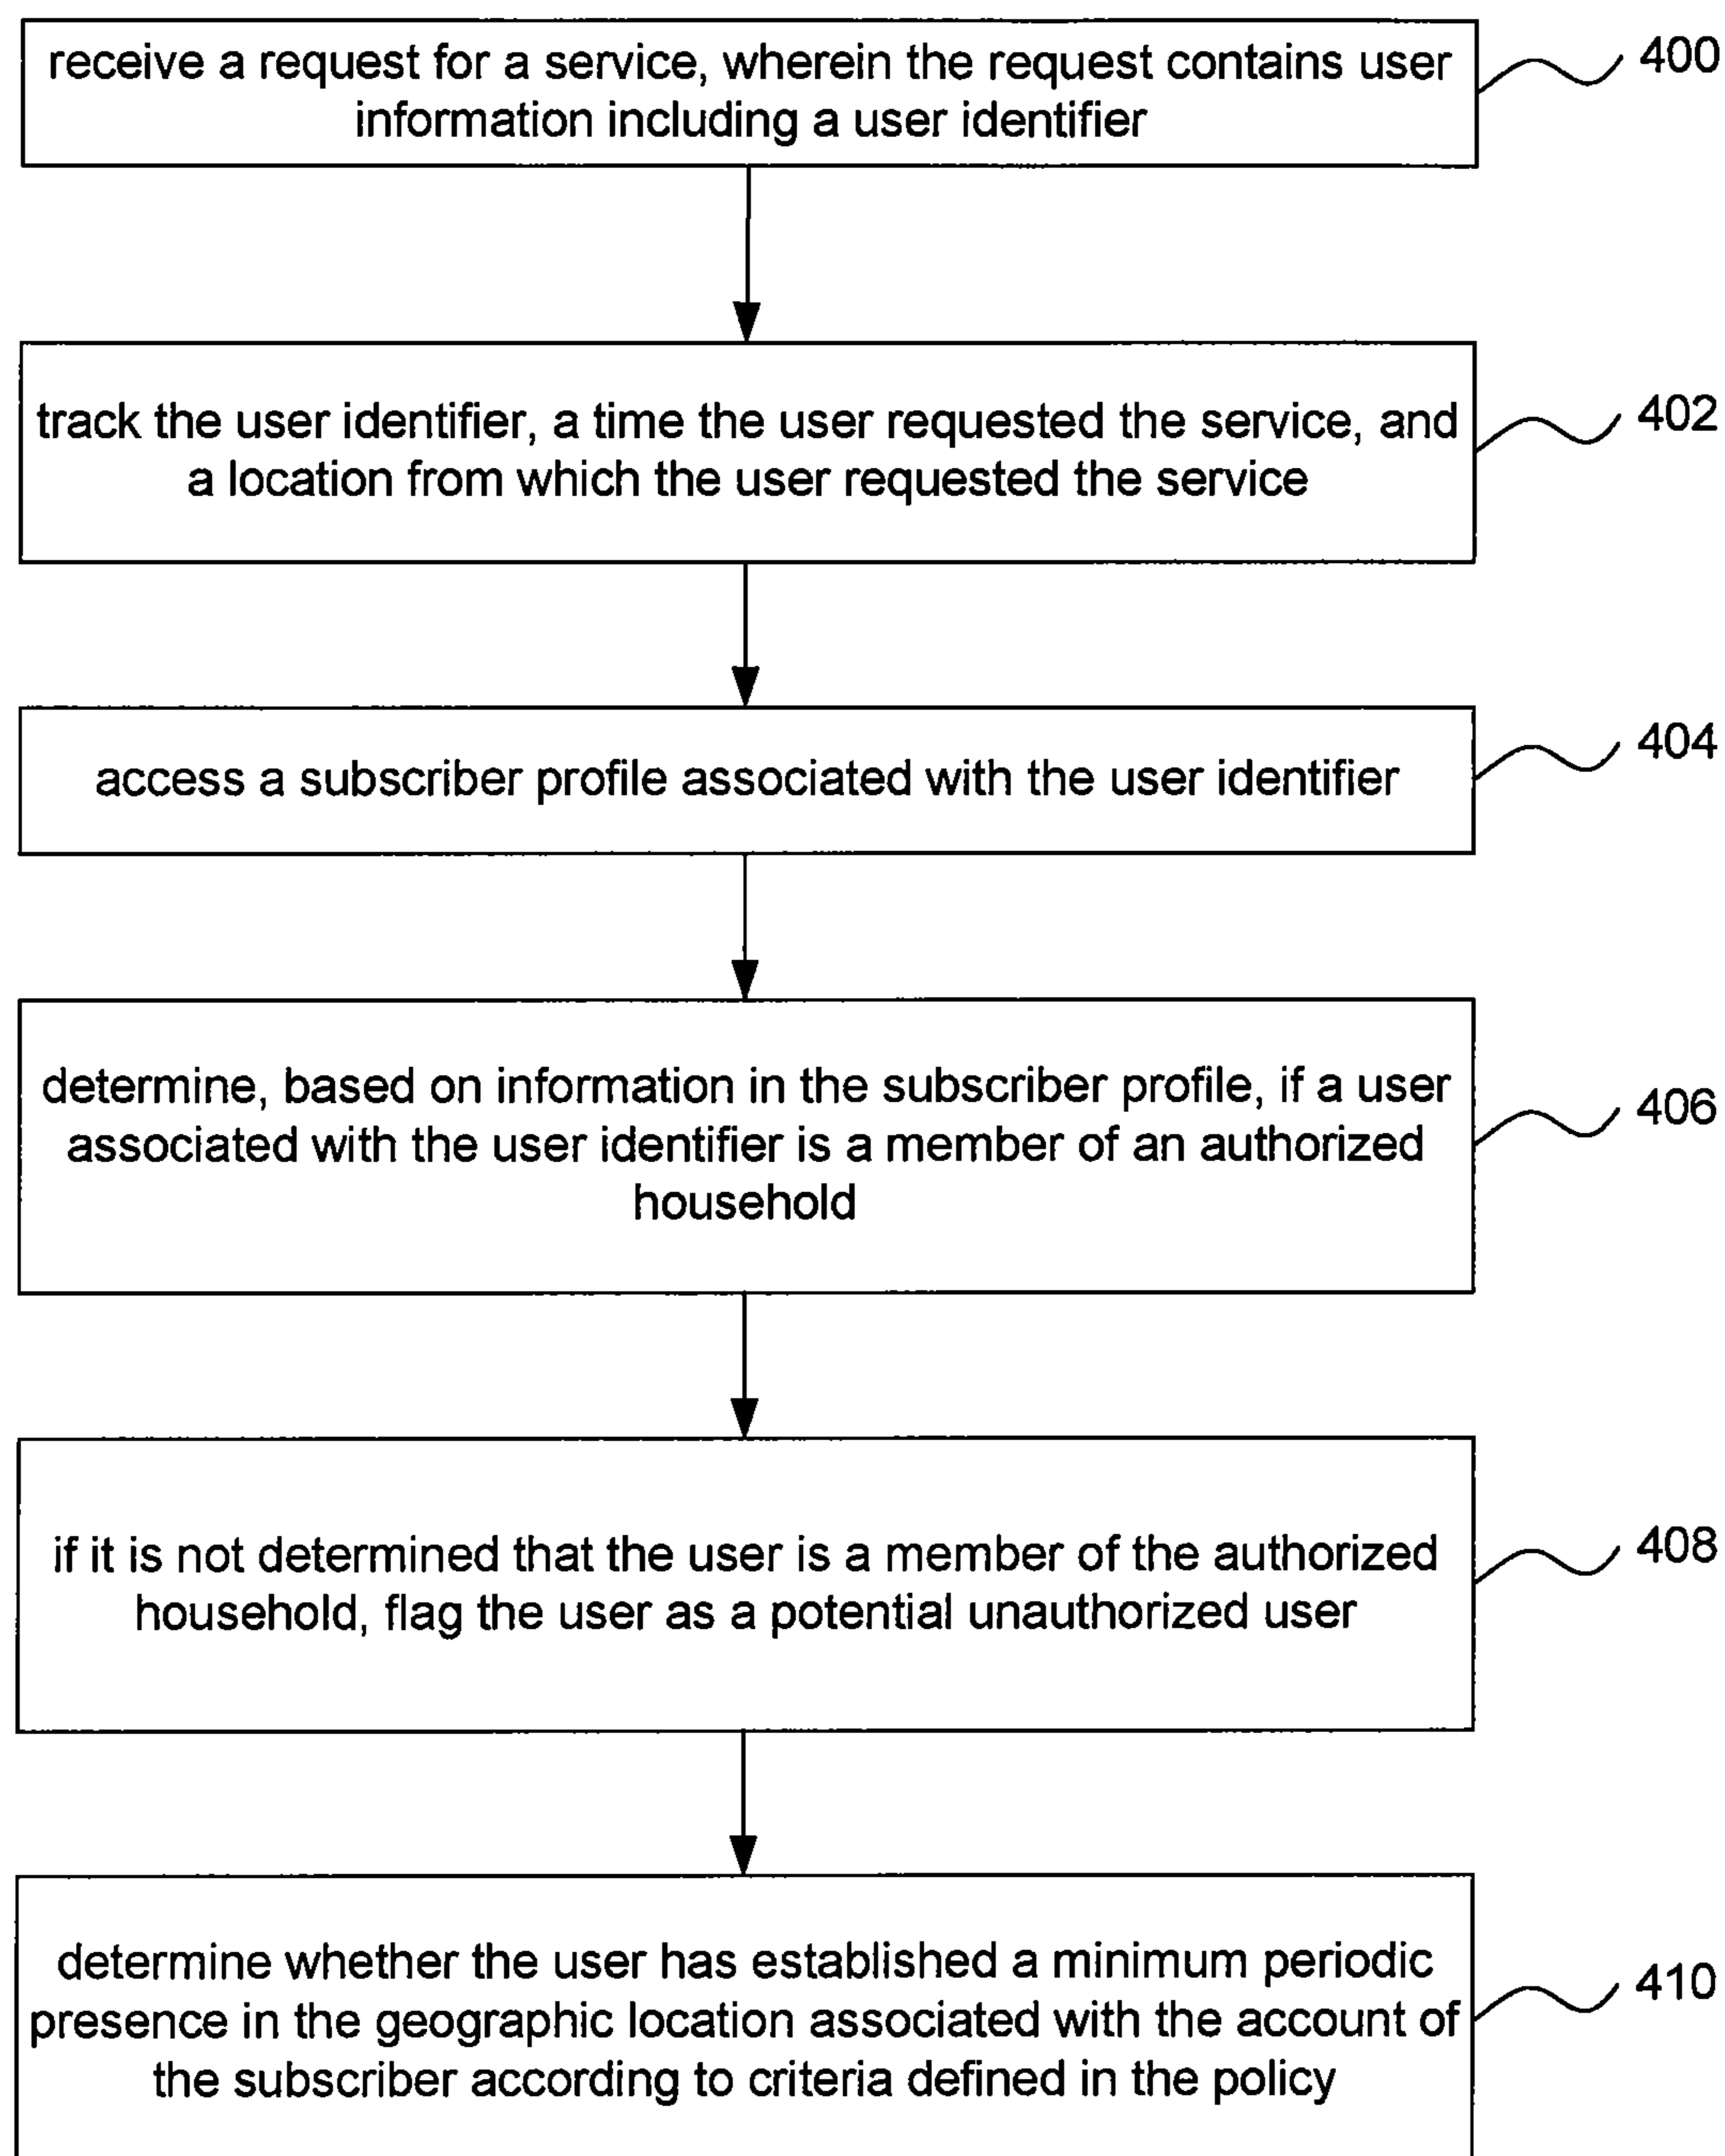 receive a request for a service, wherein the request contains user
information including a user identifier
400
track the user identifier, a time the user requested the service, and
a location from which the user requested the service
402
access a subscriber profile associated with the user identifier
404
determine, based on information in the subscriber profile, if a user
associated with the user identifier is a member of an authorized
household
406
if it is not determined that the user is a member of the authorized
household, flag the user as a potential unauthorized user
408
determine whether the user has established a minimum periodic
presence in the geographic location associated with the account of
the subscriber according to criteria defined in the policy
410